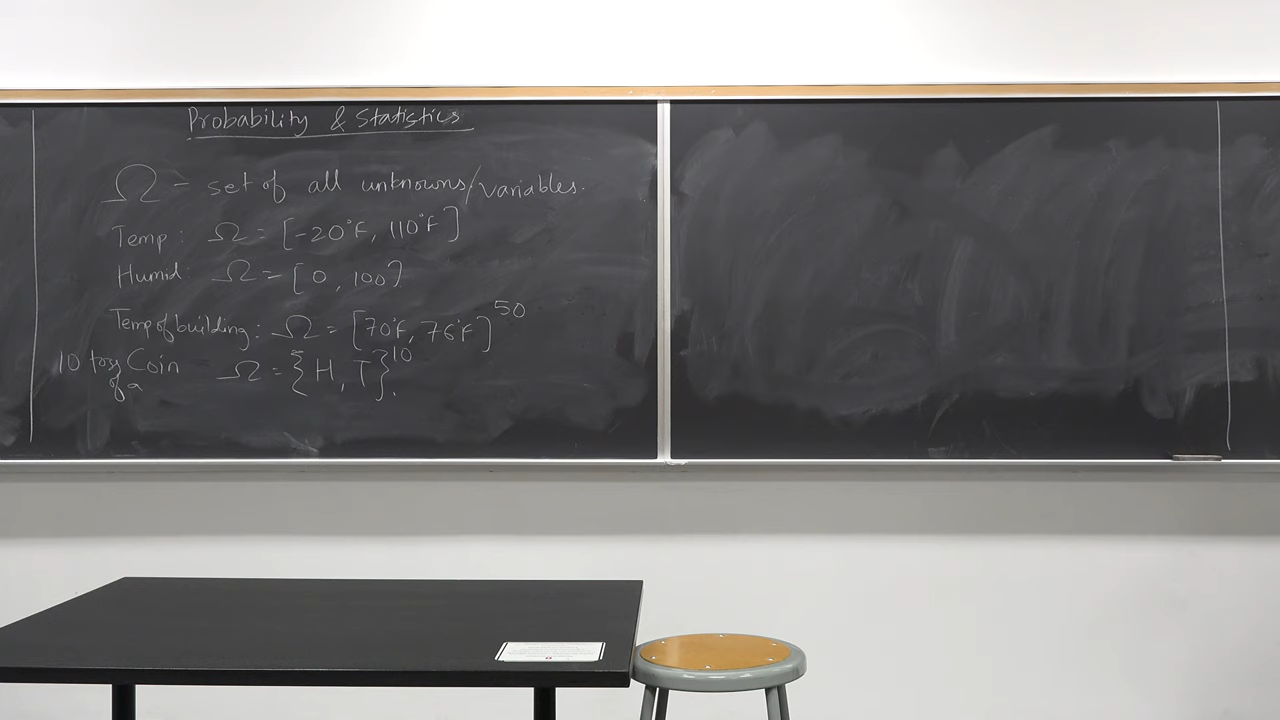 Probability & Statistics
Ω - set of all unknowns/variables.
Temp: Ω = [-20°F, 110°F]
Humid: Ω = [0, 100]
Temp of building: Ω = [70°F, 76°F]^50
10 toss of a Coin Ω = {H, T}^10.